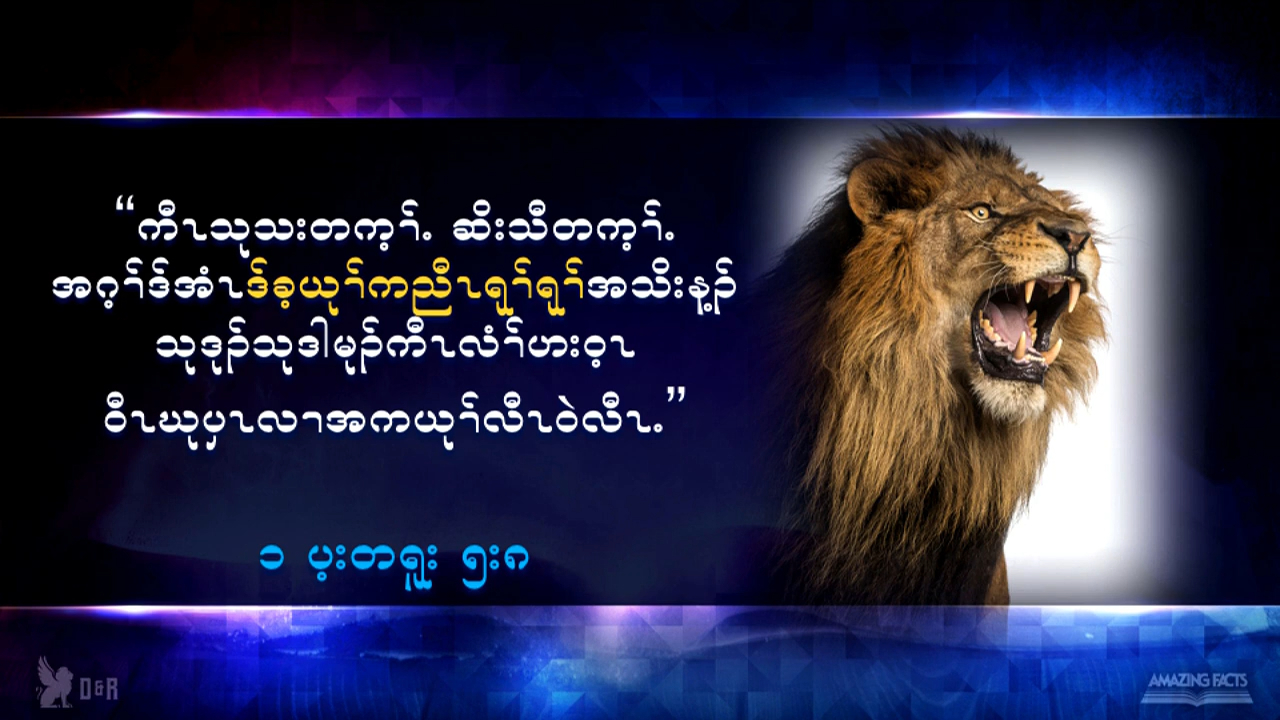 “ကီၤသုသးတက့ၢ်. ဆိးသီတက့ၢ်.
အဂ့ၢ်ဒ်အံၤဒ်ခ့ယုၢ်ကညီၤရုၢ်ရုၢ်အသိးန့ၣ်
သုဒုၣ်သုဒါမုၣ်ကီၤလံၢ်ဟးဝ့ၤ
ဝီၤဃုပှၤလၢအကယုၢ်လီၤဝဲလီၤ.”
၁ ပ့းတရူး ၅း၈
D&R
AMAZING FACTS